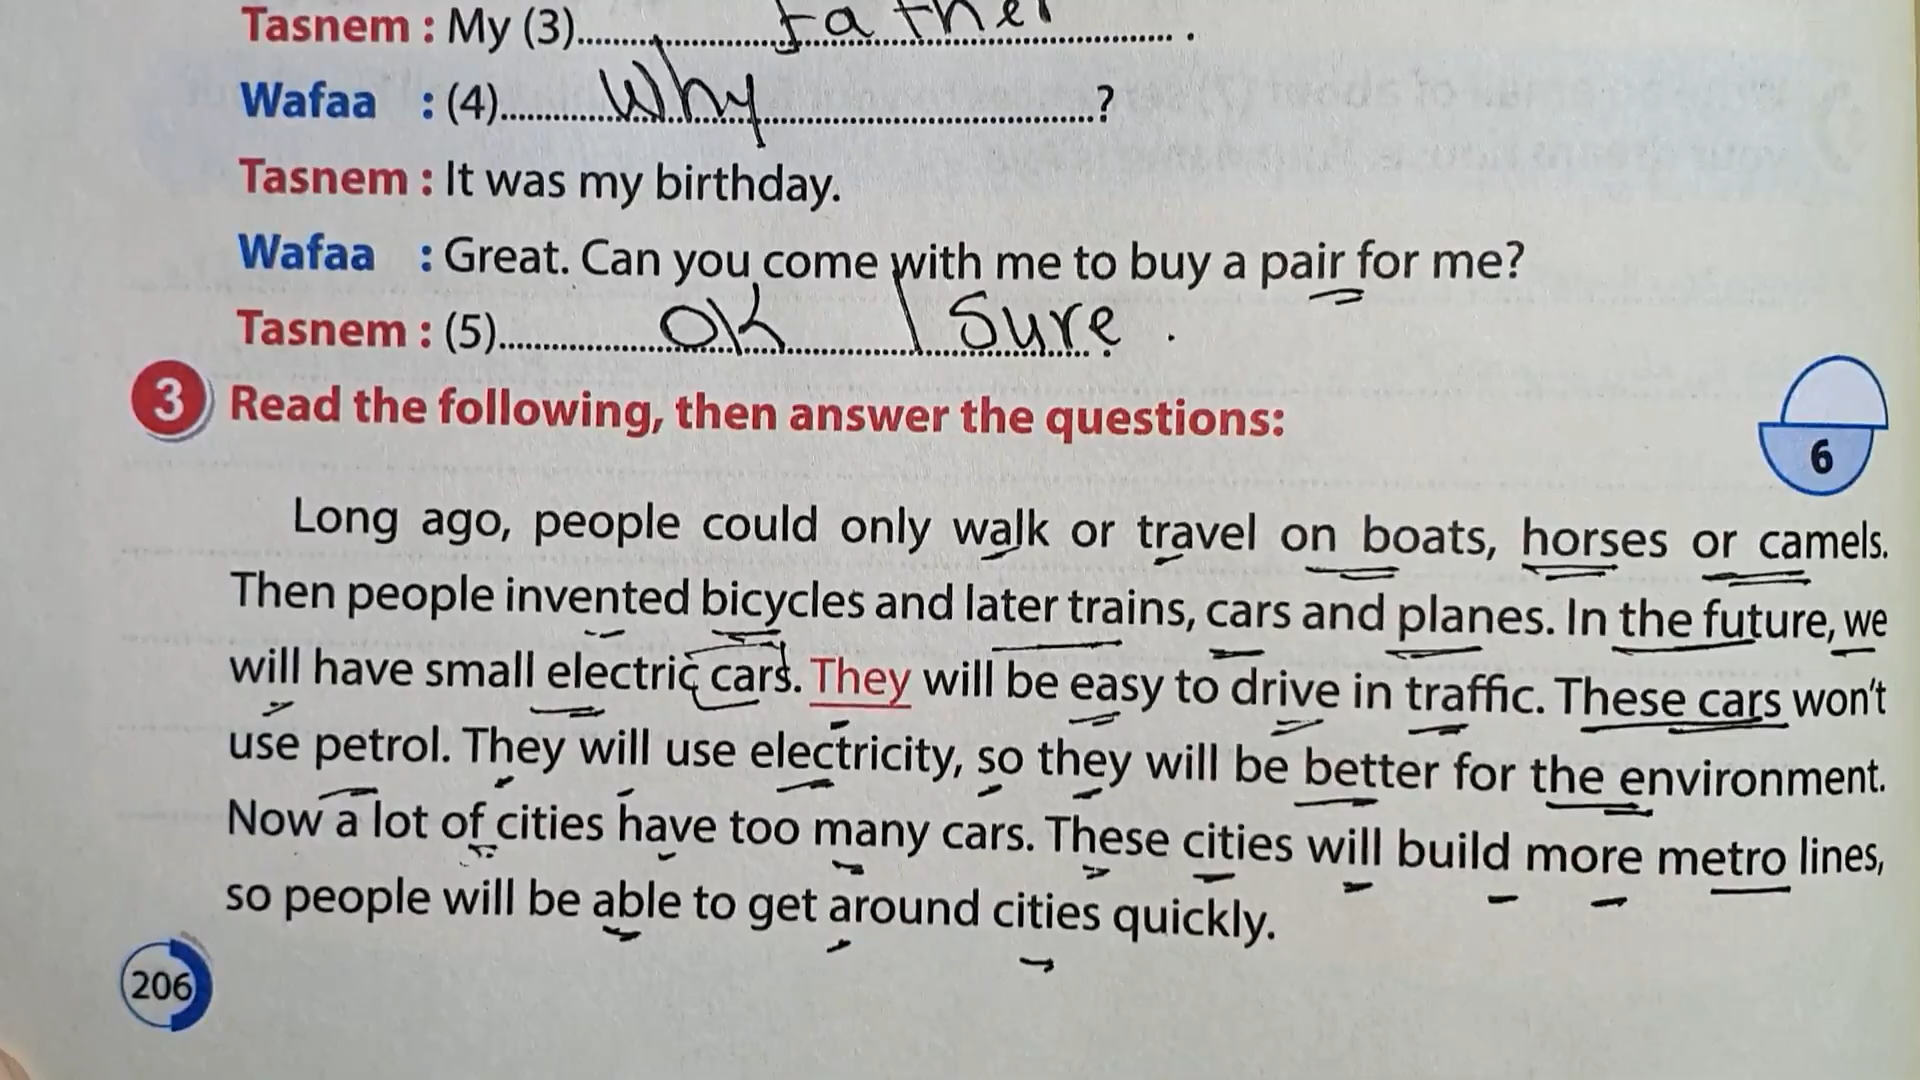 Tasnem : My (3).................father................ .
Wafaa : (4)............Why..............................?
Tasnem : It was my birthday.
Wafaa : Great. Can you come with me to buy a pair for me?
Tasnem : (5)............OK / Sure .
3 Read the following, then answer the questions:
6
Long ago, people could only walk or travel on boats, horses or camels.
Then people invented bicycles and later trains, cars and planes. In the future, we
will have small electric cars. They will be easy to drive in traffic. These cars won't
use petrol. They will use electricity, so they will be better for the environment.
Now a lot of cities have too many cars. These cities will build more metro lines,
so people will be able to get around cities quickly.
206